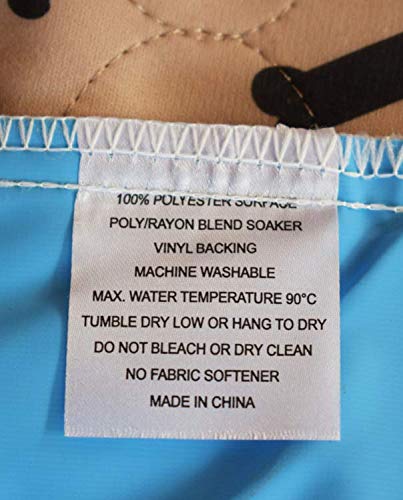 100% POLYESTER SURFACE
POLY/RAYON BLEND SOAKER
VINYL BACKING
MACHINE WASHABLE
MAX. WATER TEMPERATURE 90°C
TUMBLE DRY LOW OR HANG TO DRY
DO NOT BLEACH OR DRY CLEAN
NO FABRIC SOFTENER
MADE IN CHINA